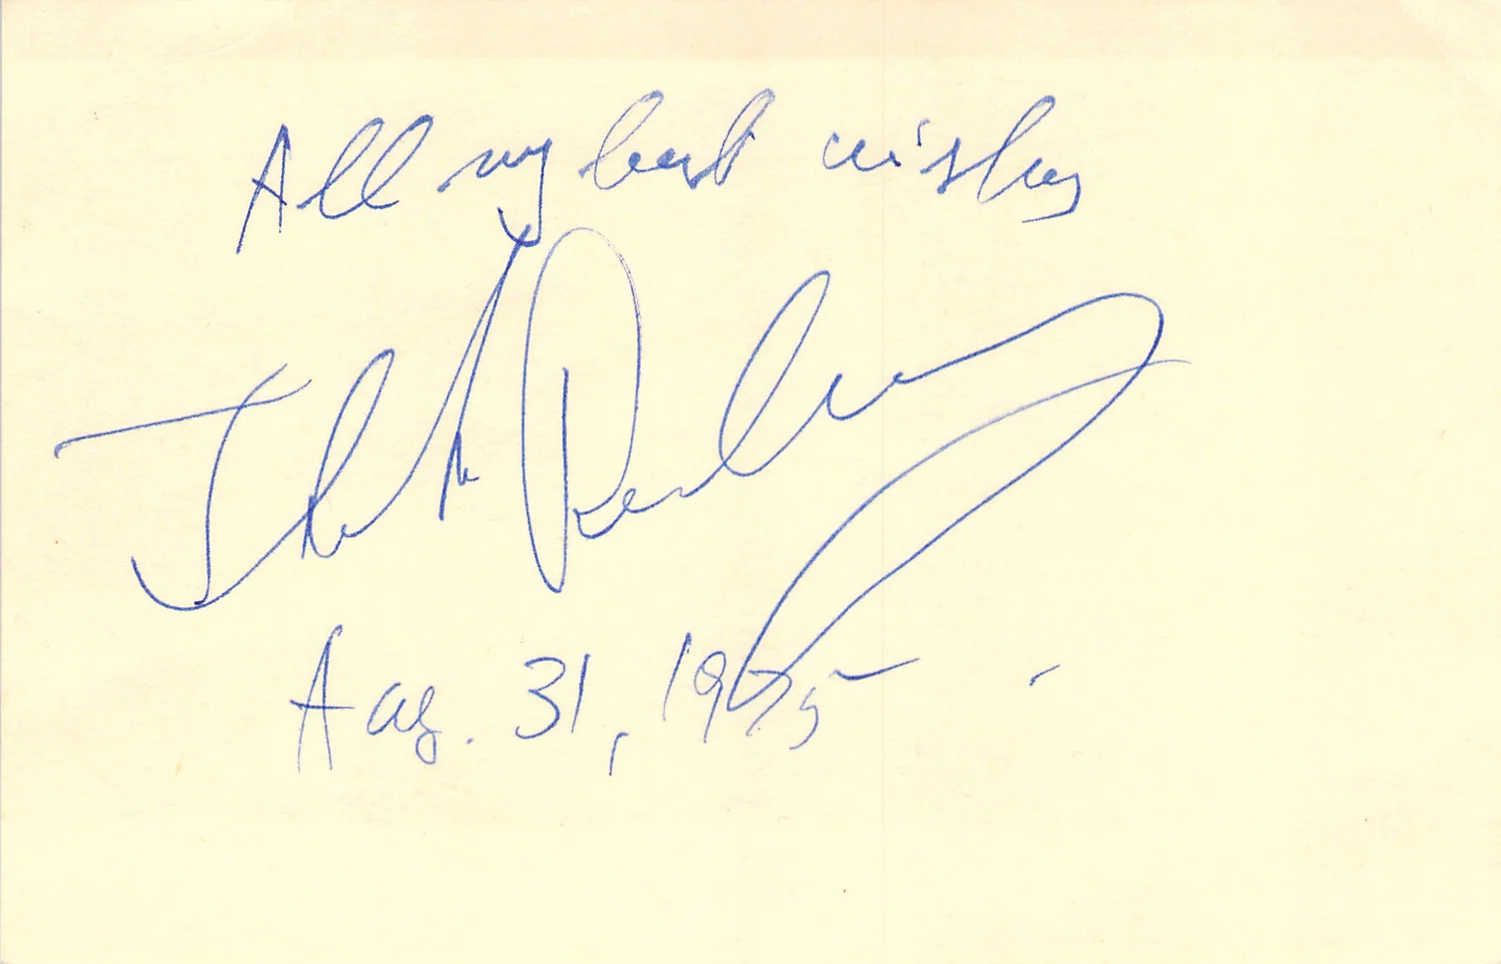 All my best wishes
Aug. 31, 1975